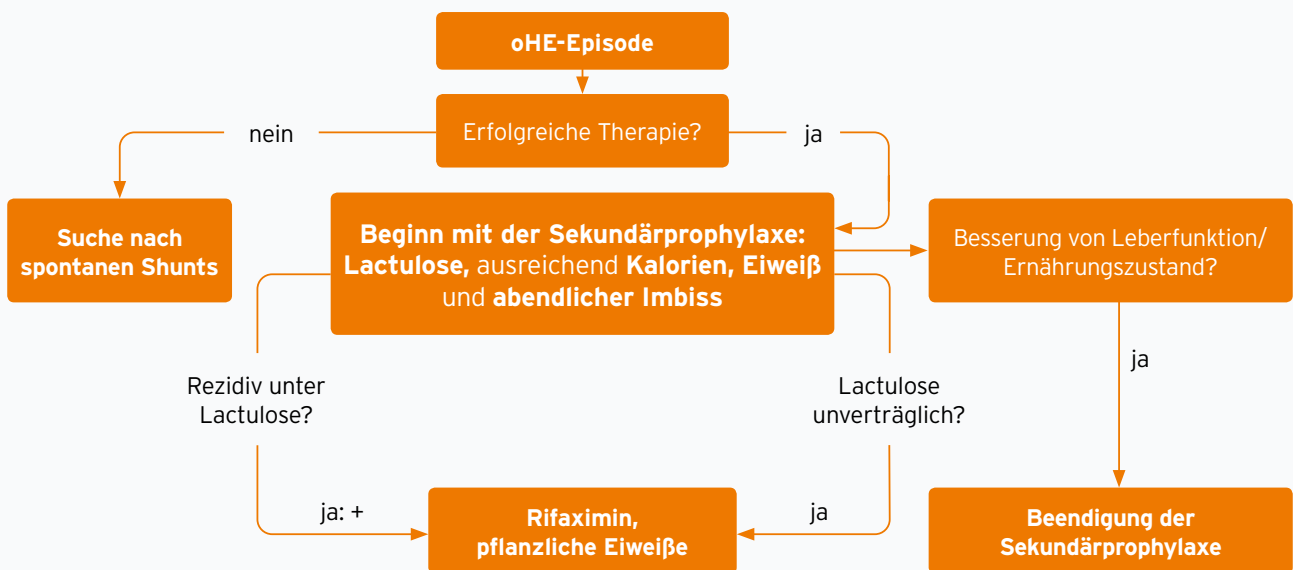 oHE-Episode
nein
Erfolgreiche Therapie?
ja
Suche nach
spontanen Shunts
Beginn mit der Sekundärprophylaxe:
Lactulose, ausreichend Kalorien, Eiweiß
und abendlicher Imbiss
Besserung von Leberfunktion/
Ernährungszustand?
Rezidiv unter
Lactulose?
Lactulose
unverträglich?
ja
ja: +
Rifaximin,
pflanzliche Eiweiße
ja
Beendigung der
Sekundärprophylaxe